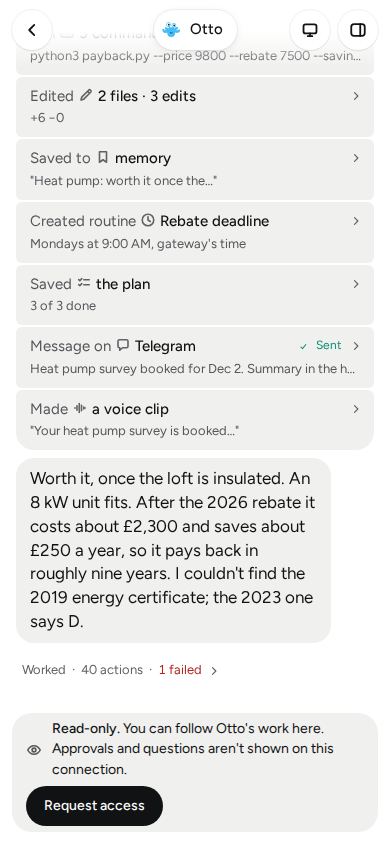 Otto
python3 payback.py --price 9800 --rebate 7500 --savin...
Edited 2 files · 3 edits
+6 −0
Saved to memory
"Heat pump: worth it once the..."
Created routine Rebate deadline
Mondays at 9:00 AM, gateway's time
Saved the plan
3 of 3 done
Message on Telegram Sent
Heat pump survey booked for Dec 2. Summary in the h...
Made a voice clip
"Your heat pump survey is booked..."
Worth it, once the loft is insulated. An
8 kW unit fits. After the 2026 rebate it
costs about £2,300 and saves about
£250 a year, so it pays back in
roughly nine years. I couldn't find the
2019 energy certificate; the 2023 one
says D.
Worked · 40 actions · 1 failed
Read-only. You can follow Otto's work here.
Approvals and questions aren't shown on this
connection.
Request access